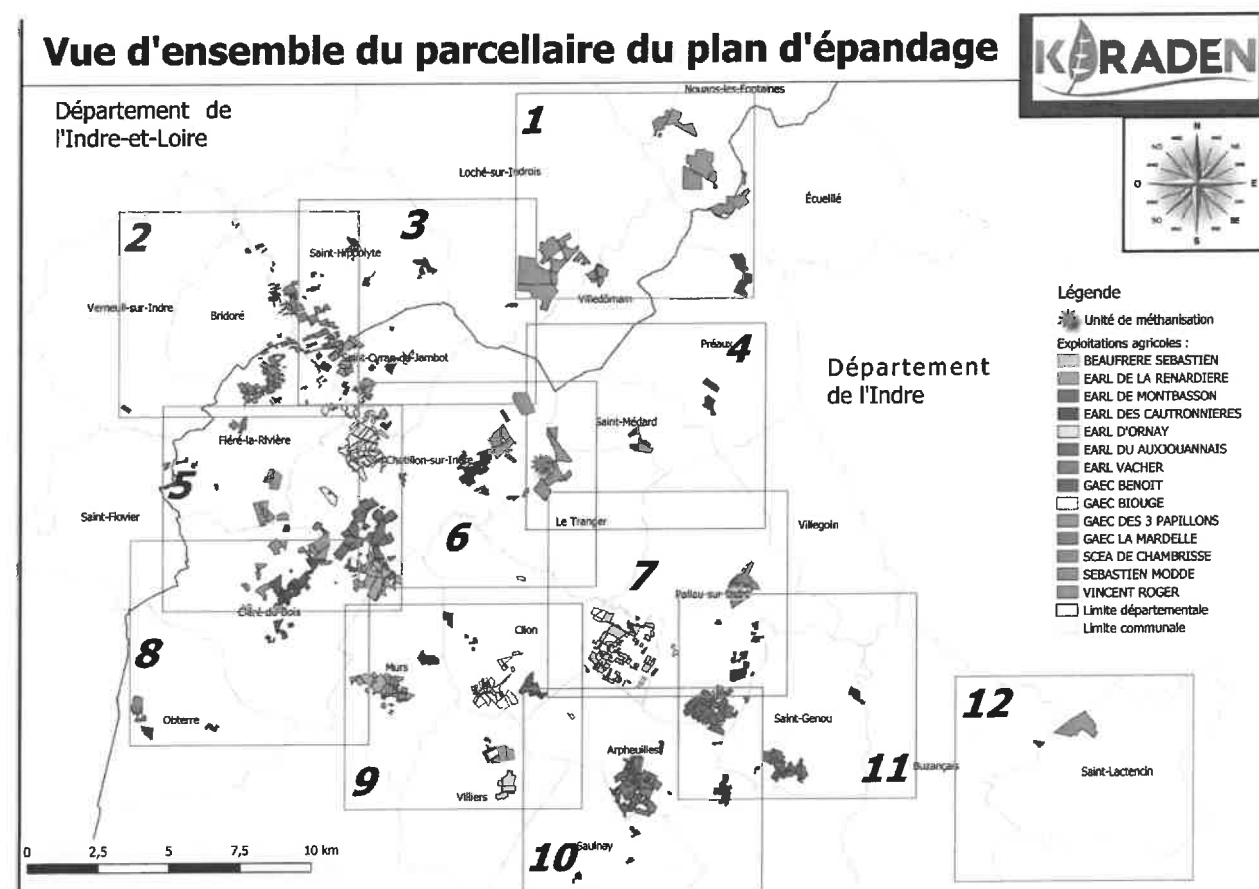 Vue d'ensemble du parcellaire du plan d'épandage
KERADEN
Département de
l'Indre-et-Loire
Nouans-les-Fontaines
1
Loché-sur-Indrois
Écueillé
N
E
S
O
NO
NE
SO
SE
2
3
Saint-Hippolyte
Verneuil-sur-Indre
Bridoré
Villedômain
Saint-Cyran-du-Jambot
Préaux
4
Département
de l'Indre
Légende
Unité de méthanisation
Exploitations agricoles :
BEAUFRERE SEBASTIEN
EARL DE LA RENARDIERE
EARL DE MONTBASSON
EARL DES CAUTRONNIERES
EARL D'ORNAY
EARL DU AUXJOUANNAIS
EARL VACHER
GAEC BENOIT
GAEC BIOUGE
GAEC DES 3 PAPILLONS
GAEC LA MARDELLE
SCEA DE CHAMBRISSE
SEBASTIEN MODDE
VINCENT ROGER
Limite départementale
Limite communale
Fléré-la-Rivière
Saint-Médard
Châtillon-sur-Indre
5
Saint-Flovier
Le Tranger
Villegoin
6
7
Palluau-sur-Indre
Cléré-du-Bois
8
Clion
Murs
Obterre
Saint-Genou
12
Arpheuilles
11
Buzançais
Saint-Lactencin
9
Villiers
10
Saulnay
0 2,5 5 7,5 10 km